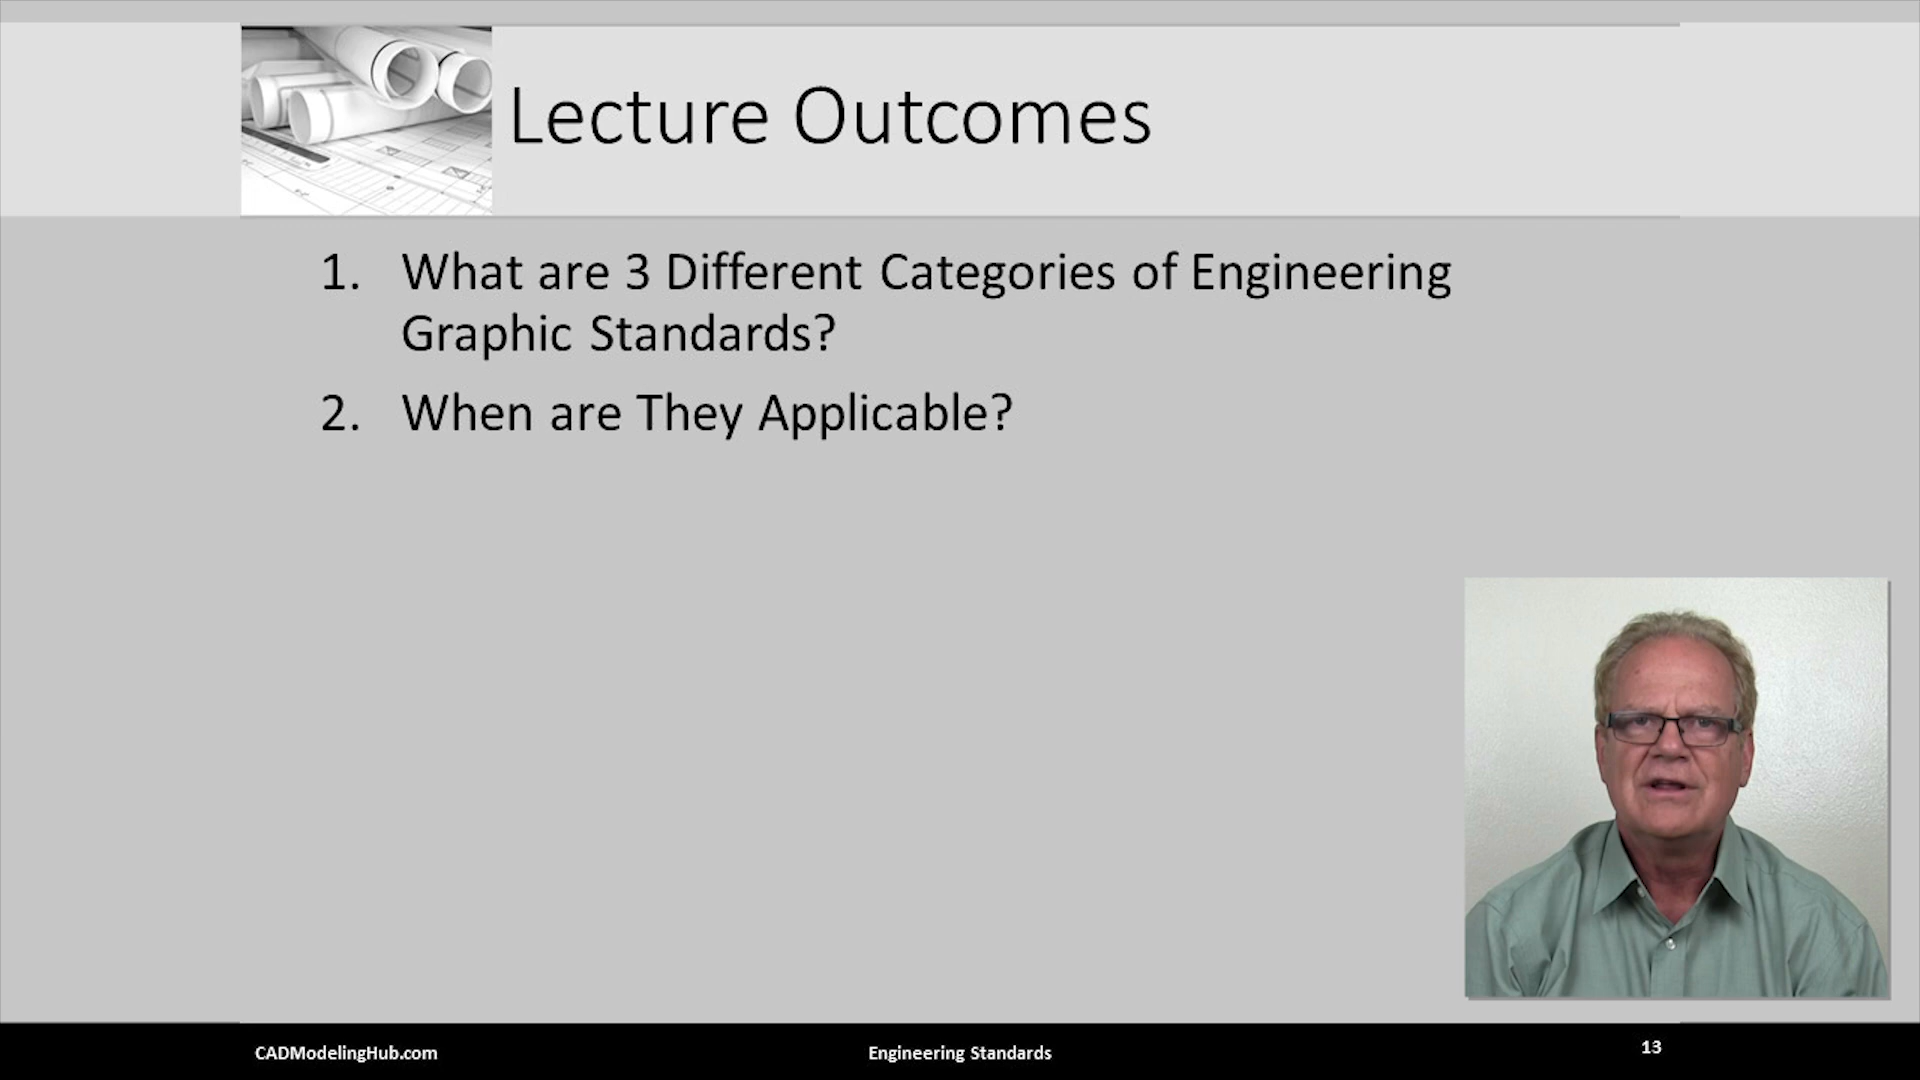 Lecture Outcomes
1. What are 3 Different Categories of Engineering
Graphic Standards?
2. When are They Applicable?
CADModelingHub.com
Engineering Standards
13